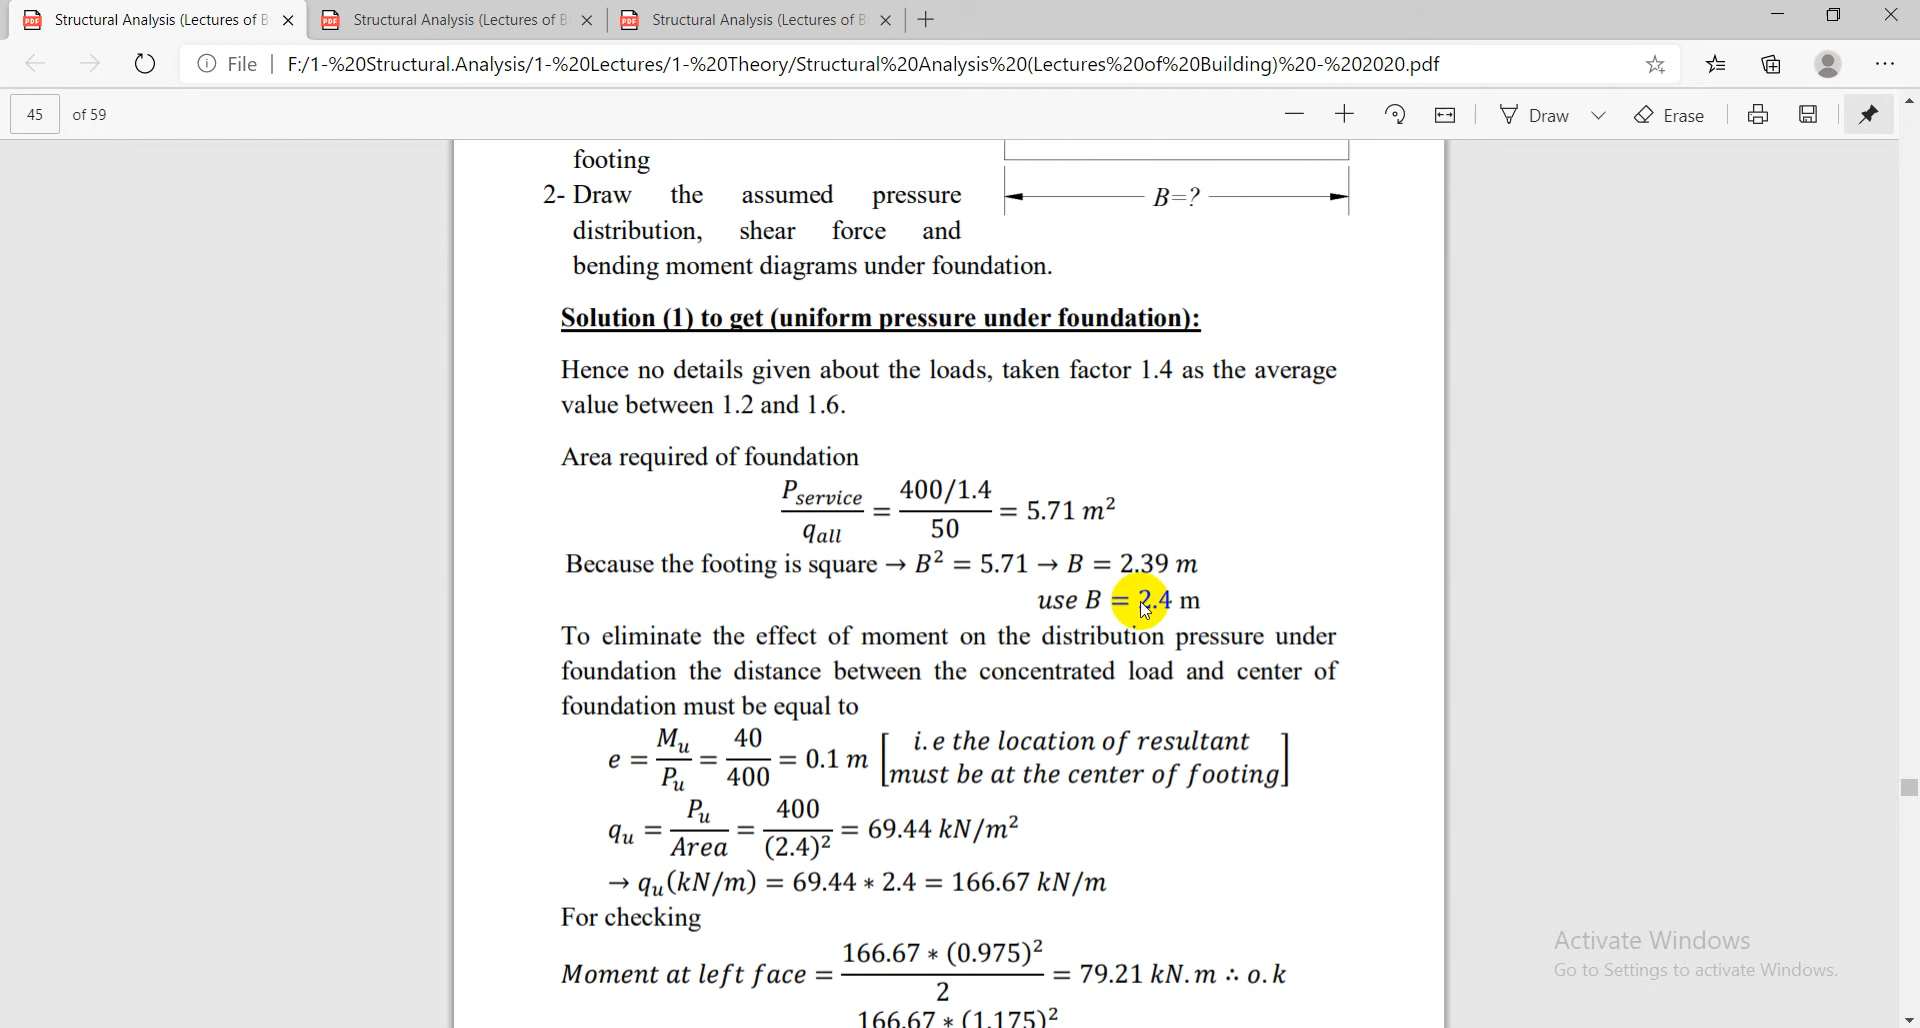 Structural Analysis (Lectures of B
Structural Analysis (Lectures of B
Structural Analysis (Lectures of B
File
F:/1-%20Structural.Analysis/1-%20Lectures/1-%20Theory/Structural%20Analysis%20(Lectures%20of%20Building)%20-%202020.pdf
45 of 59
Draw
Erase
footing
2- Draw the assumed pressure
distribution, shear force and
bending moment diagrams under foundation.
B=?
Solution (1) to get (uniform pressure under foundation):
Hence no details given about the loads, taken factor 1.4 as the average
value between 1.2 and 1.6.
Area required of foundation
P_service / q_all = (400/1.4) / 50 = 5.71 m²
Because the footing is square → B² = 5.71 → B = 2.39 m
use B = 2.4 m
To eliminate the effect of moment on the distribution pressure under
foundation the distance between the concentrated load and center of
foundation must be equal to
e = M_u / P_u = 40 / 400 = 0.1 m [i.e the location of resultant
must be at the center of footing]
q_u = P_u / Area = 400 / (2.4)² = 69.44 kN/m²
→ q_u(kN/m) = 69.44 * 2.4 = 166.67 kN/m
For checking
Moment at left face = 166.67 * (0.975)² / 2 = 79.21 kN.m ∴ o.k
166.67 * (1.175)²
Activate Windows
Go to Settings to activate Windows.